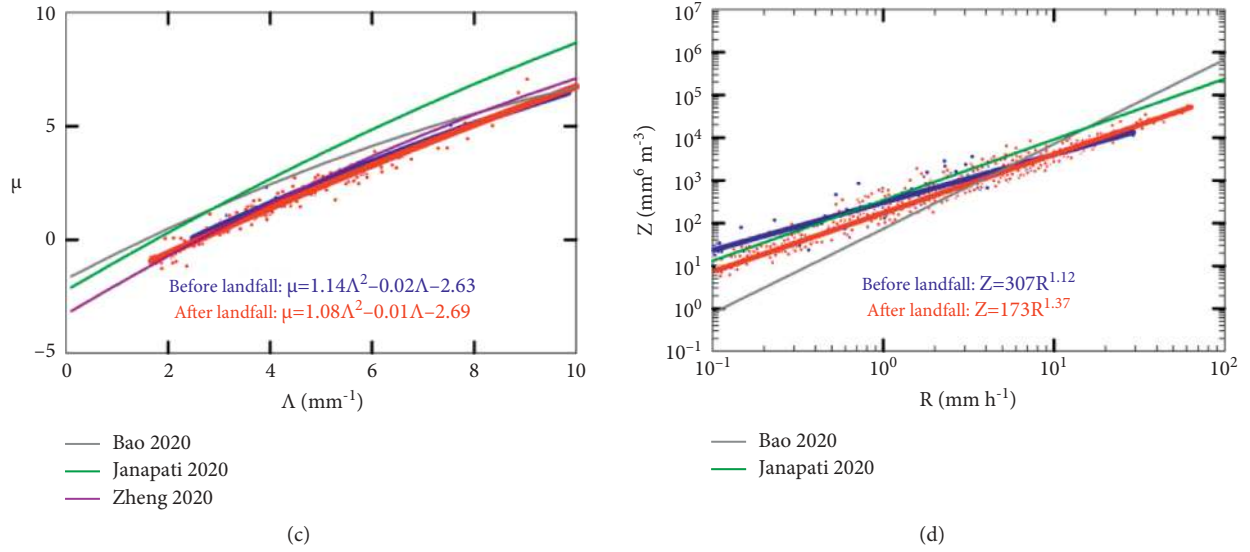 10
5
0
−5
μ
0 2 4 6 8 10
Λ (mm⁻¹)
Before landfall: μ=1.14Λ²−0.02Λ−2.63
After landfall: μ=1.08Λ²−0.01Λ−2.69
Bao 2020
Janapati 2020
Zheng 2020
(c)
10⁷
10⁶
10⁵
10⁴
10³
10²
10¹
10⁰
10⁻¹
Z (mm⁶ m⁻³)
10⁻¹ 10⁰ 10¹ 10²
R (mm h⁻¹)
Before landfall: Z=307R¹·¹²
After landfall: Z=173R¹·³⁷
Bao 2020
Janapati 2020
(d)